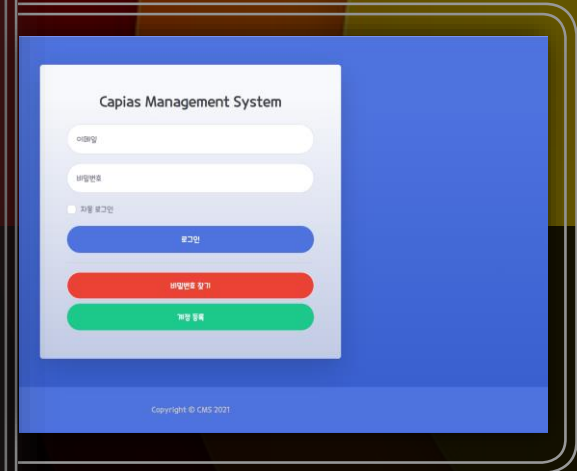 Capias Management System
이메일
비밀번호
자동 로그인
로그인
비밀번호 찾기
계정 등록
Copyright © CMS 2021